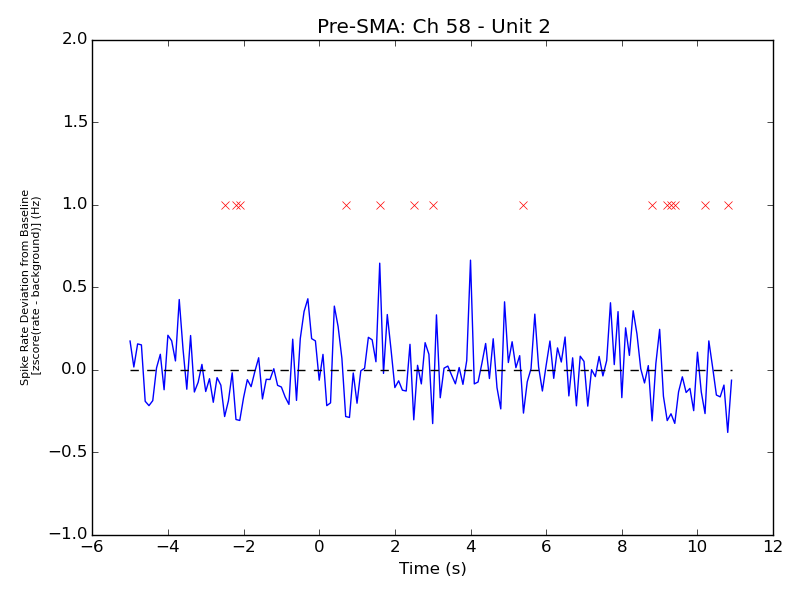 Pre-SMA: Ch 58 - Unit 2
2.0
1.5
1.0
0.5
0.0
−0.5
−1.0
Spike Rate Deviation from Baseline
[zscore(rate - background)] (Hz)
−6 −4 −2 0 2 4 6 8 10 12
Time (s)